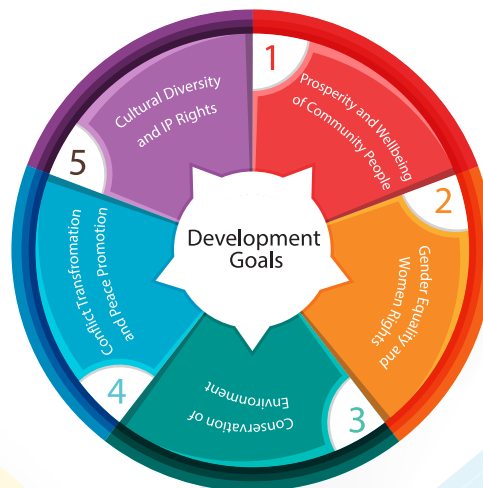 Development
Goals
1
Prosperity and Wellbeing
of Community People
2
Gender Equality and
Women Rights
3
Conservation of
Environment
4
Conflict Transfromation
and Peace Promotion
5
Cultural Diversity
and IP Rights